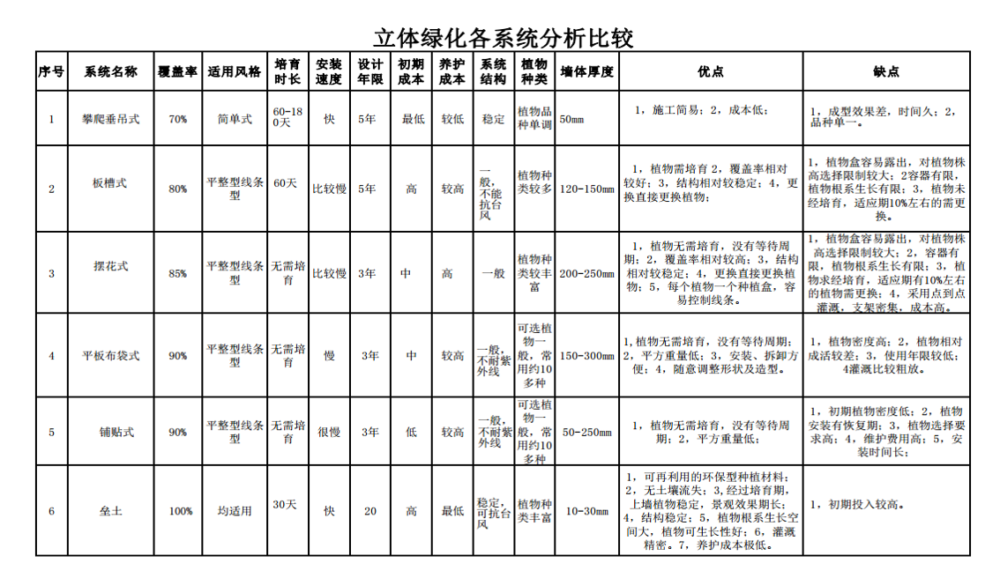 立体绿化各系统分析比较
序号 系统名称 覆盖率 适用风格 培育时长 安装速度 设计年限 初期成本 养护成本 系统结构 植物种类 墙体厚度 优点 缺点
1 攀爬垂吊式 70% 简单式 60-180天 快 5年 最低 较低 稳定 植物品种单调 50mm 1，施工简易；2，成本低； 1，成型效果差，时间久；2，品种单一。
2 板槽式 80% 平整型线条型 60天 比较慢 5年 高 较高 一般，不能抗台风 植物种类较多 120-150mm 1，植物需培育 2，覆盖率相对较好；3，结构相对较稳定；4，更换直接更换植物； 1，植物盒容易露出，对植物株高选择限制较大；2容器有限，植物根系生长有限；3，植物未经培育，适应期10%左右的需更换。
3 摆花式 85% 平整型线条型 无需培育 比较慢 3年 中 高 一般 植物种类较丰富 200-250mm 1，植物无需培育，没有等待周期；2，覆盖率相对较高；3，结构相对较稳定；4，更换直接更换植物；5，每个植物一个种植盒，容易控制线条。 1，植物盒容易露出，对植物株高选择限制较大；2，容器有限，植物根系生长有限；3，植物求经培育，适应期有10%左右的植物需更换；4，采用点到点灌溉，支架密集，成本高。
4 平板布袋式 90% 平整型线条型 无需培育 慢 3年 中 较高 一般，不耐紫外线 可选植物一般，常用约10多种 150-300mm 1,植物无需培育，没有等待周期；2，平方重量低；3，安装、拆卸方便；4，随意调整形状及造型。 1，植物密度高；2，植物相对成活较差；3，使用年限较低；4灌溉比较粗放。
5 铺贴式 90% 平整型线条型 无需培育 很慢 3年 低 较高 一般，不耐紫外线 可选植物一般，常用约10多种 50-250mm 1，植物无需培育，没有等待周期；2，平方重量低； 1，初期植物密度低；2，植物安装有恢复期；3，植物选择要求高；4，维护费用高；5，安装时间长；
6 垒土 100% 均适用 30天 快 20 高 最低 稳定，可抗台风 植物种类丰富 10-30mm 1，可再利用的环保型种植材料；2，无土壤流失；3,经过培育期，上墙植物稳定，景观效果期长；4，结构稳定；5，植物根系生长空间大，植物可生长性好；6，灌溉精密。7，养护成本极低。 1，初期投入较高。